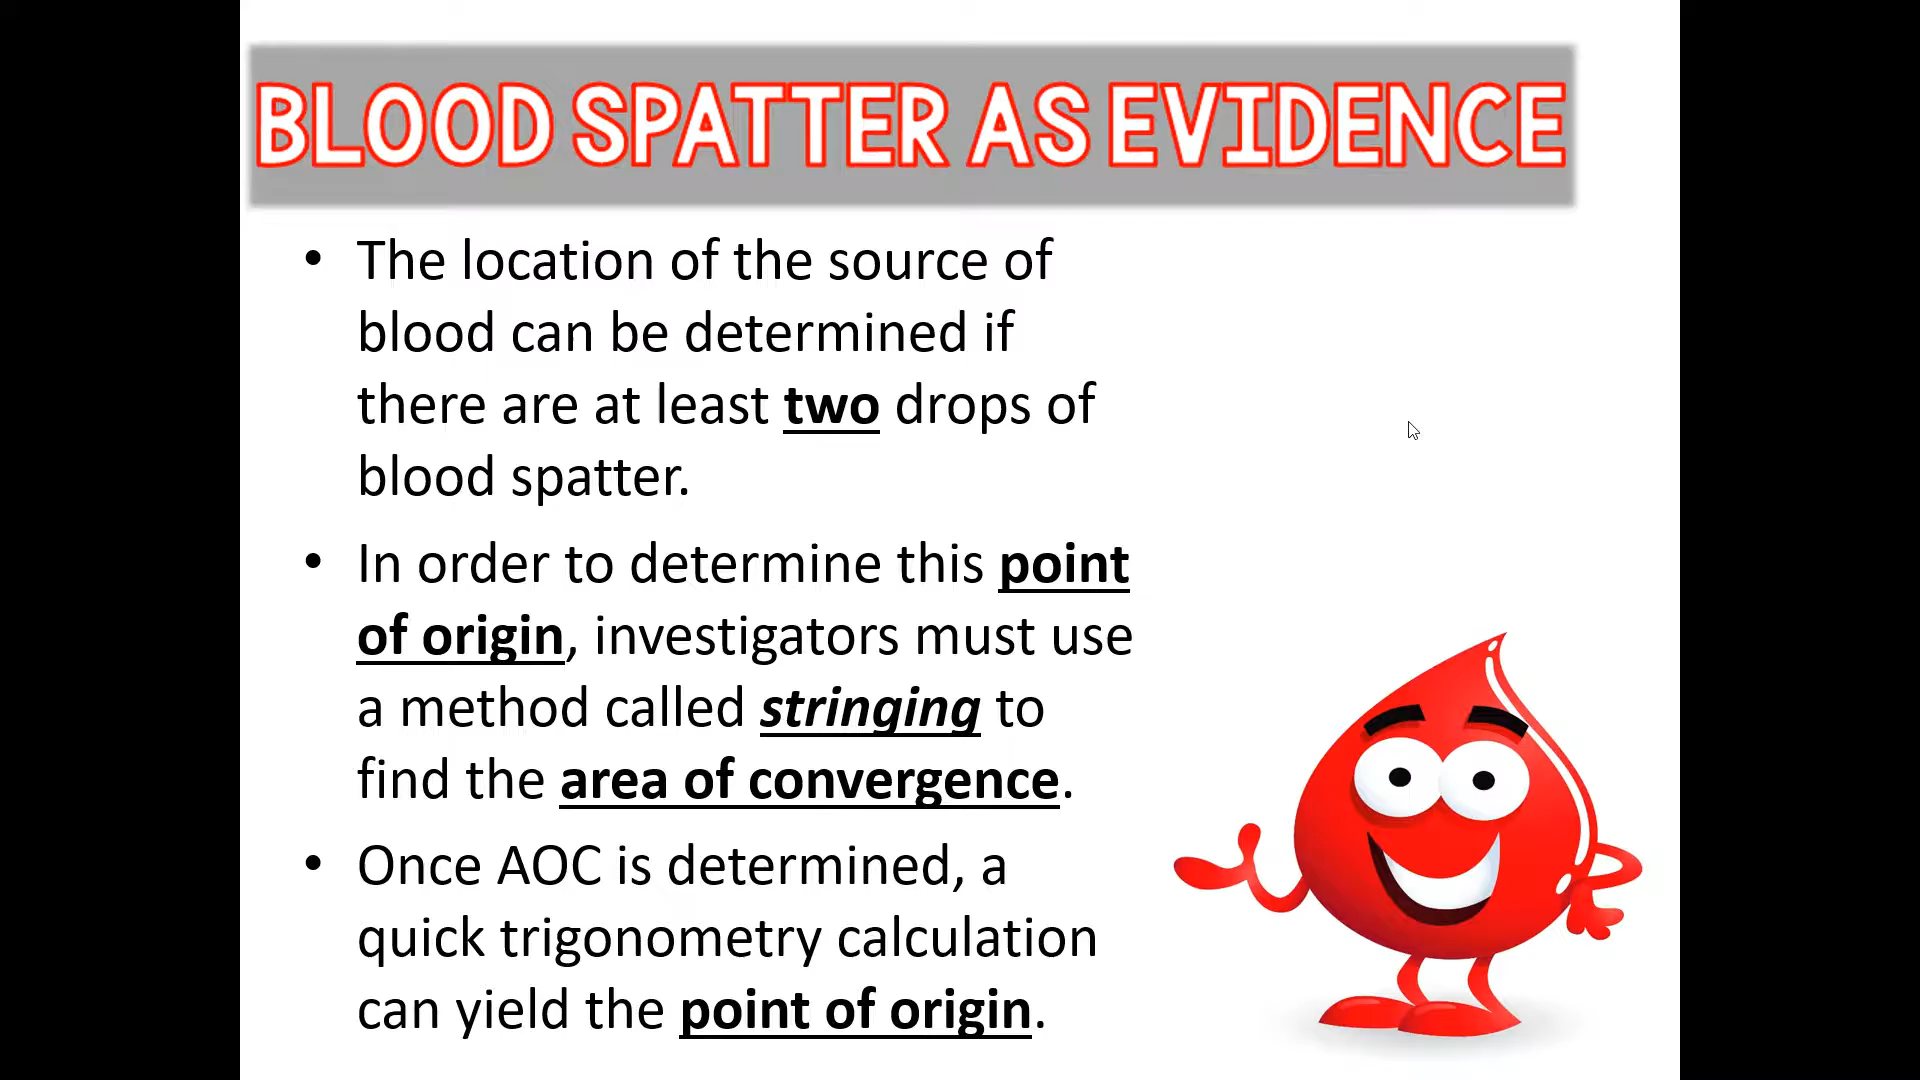 BLOOD SPATTER AS EVIDENCE
• The location of the source of
blood can be determined if
there are at least two drops of
blood spatter.
• In order to determine this point
of origin, investigators must use
a method called stringing to
find the area of convergence.
• Once AOC is determined, a
quick trigonometry calculation
can yield the point of origin.